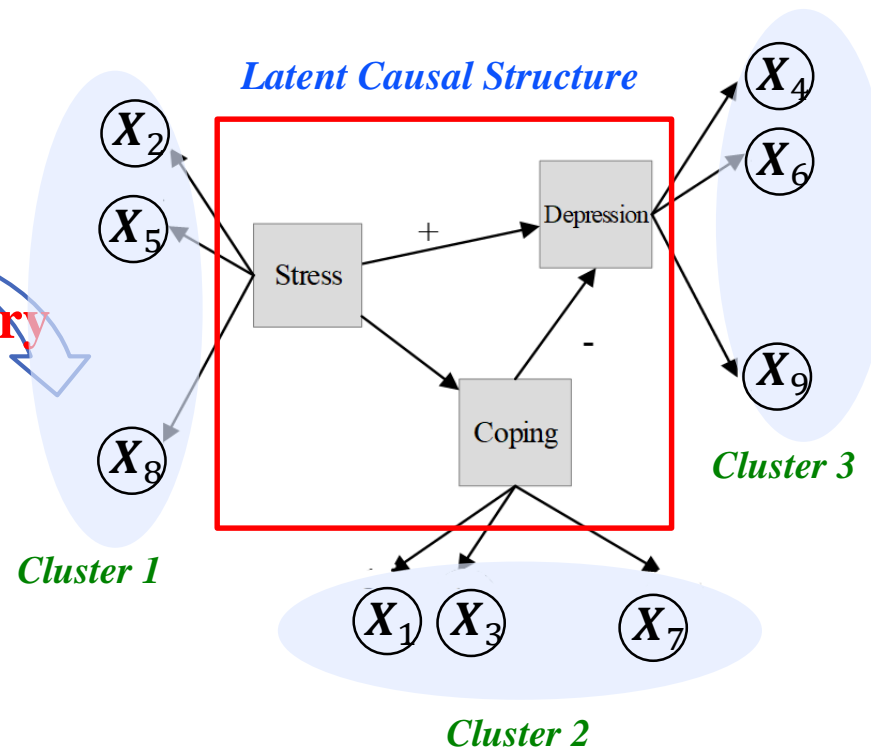 Latent Causal Structure
X₂
X₅
X₈
Cluster 1
ry
Stress
+
Depression
-
Coping
X₄
X₆
X₉
Cluster 3
X₁ X₃ X₇
Cluster 2